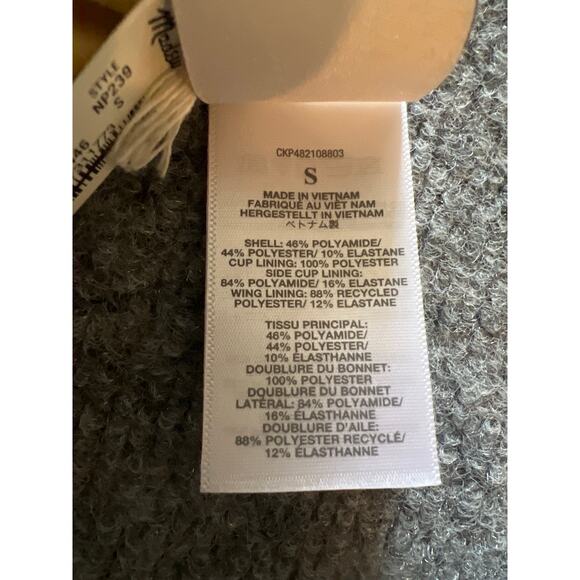 STYLE
NP239
S
CKP482108803
S
MADE IN VIETNAM
FABRIQUÉ AU VIÊT NAM
HERGESTELLT IN VIETNAM
ベトナム製
SHELL: 46% POLYAMIDE/
44% POLYESTER/ 10% ELASTANE
CUP LINING: 100% POLYESTER
SIDE CUP LINING:
84% POLYAMIDE/ 16% ELASTANE
WING LINING: 88% RECYCLED
POLYESTER/ 12% ELASTANE
TISSU PRINCIPAL:
46% POLYAMIDE/
44% POLYESTER/
10% ÉLASTHANNE
DOUBLURE DU BONNET:
100% POLYESTER
DOUBLURE DU BONNET
LATÉRAL: 84% POLYAMIDE/
16% ÉLASTHANNE
DOUBLURE D'AILE:
88% POLYESTER RECYCLÉ/
12% ÉLASTHANNE